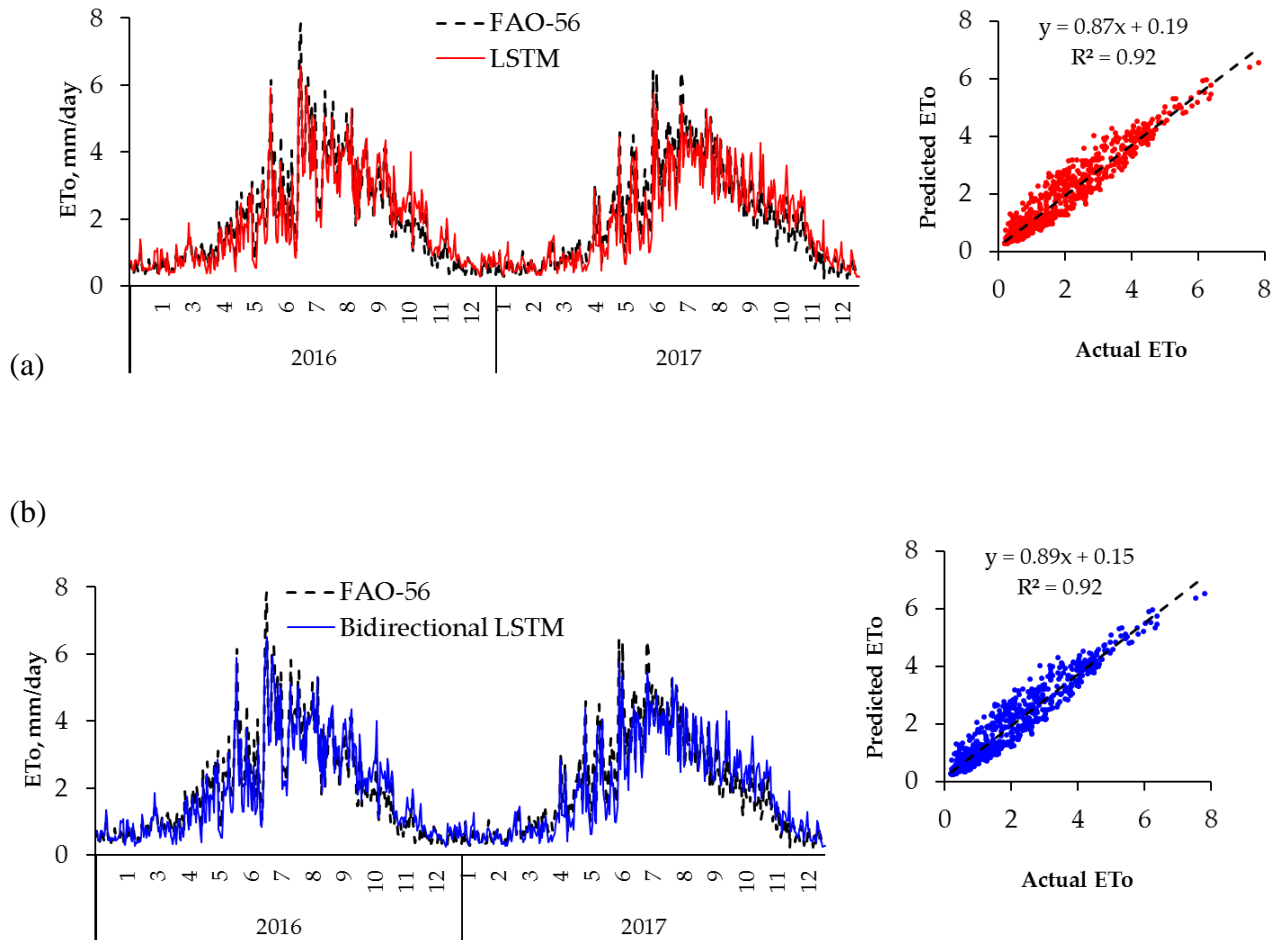 8
6
4
2
0
ETo, mm/day
FAO-56
LSTM
1 3 4 5 6 7 8 9 10 11 12 1 2 4 5 6 7 8 9 10 11 12
2016 2017
(a)
y = 0.87x + 0.19
R² = 0.92
8
6
4
2
0
Predicted ETo
0 2 4 6 8
Actual ETo
(b)
8
6
4
2
0
ETo, mm/day
FAO-56
Bidirectional LSTM
1 3 4 5 6 7 8 9 10 11 12 1 2 4 5 6 7 8 9 10 11 12
2016 2017
y = 0.89x + 0.15
R² = 0.92
8
6
4
2
0
Predicted ETo
0 2 4 6 8
Actual ETo